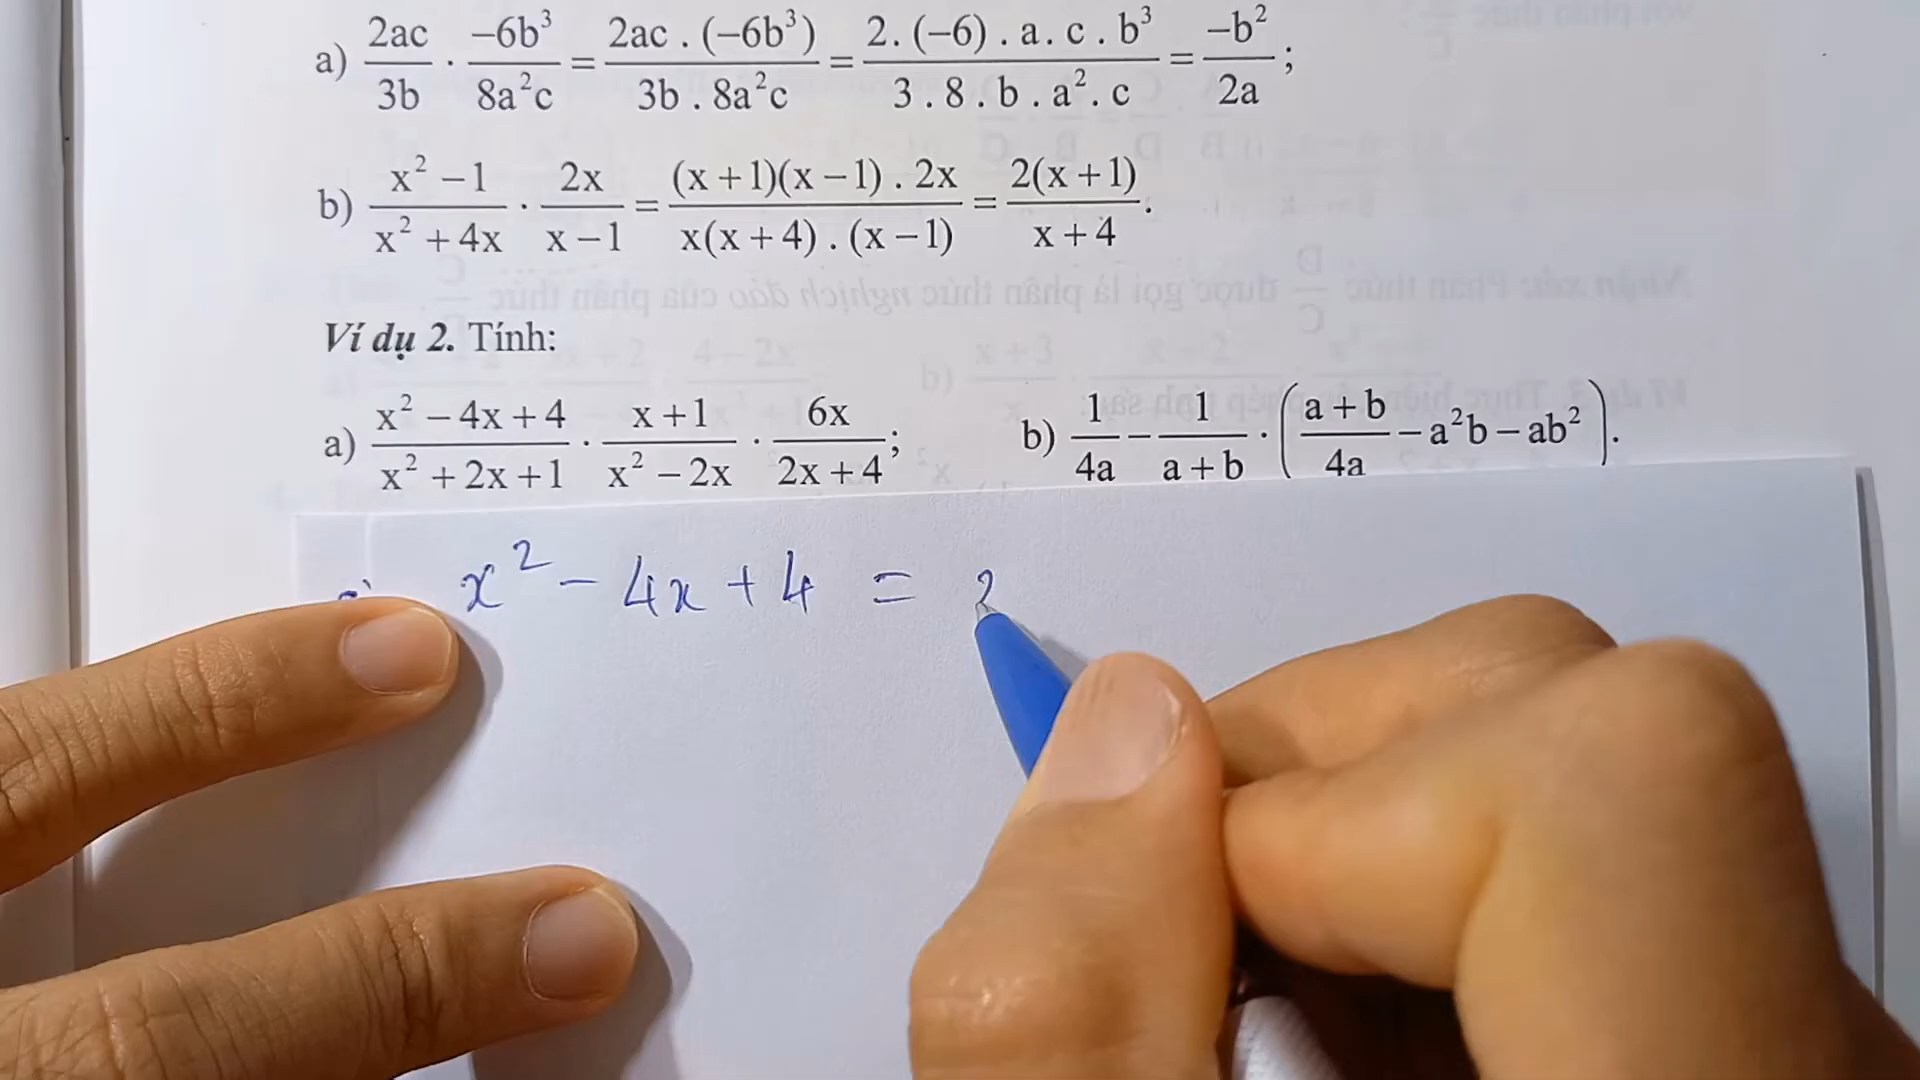 a) 2ac/3b · −6b³/8a²c = 2ac . (−6b³)/3b . 8a²c = 2. (−6) . a. c . b³/3 . 8 . b . a². c = −b²/2a ;
b) x² − 1/x² + 4x · 2x/x − 1 = (x + 1)(x − 1) . 2x/x(x + 4) . (x − 1) = 2(x + 1)/x + 4 .
Ví dụ 2. Tính:
a) x² − 4x + 4/x² + 2x + 1 · x + 1/x² − 2x · 6x/2x + 4 ; b) 1/4a − 1/a + b · (a + b/4a − a²b − ab²).
x² − 4x + 4 =